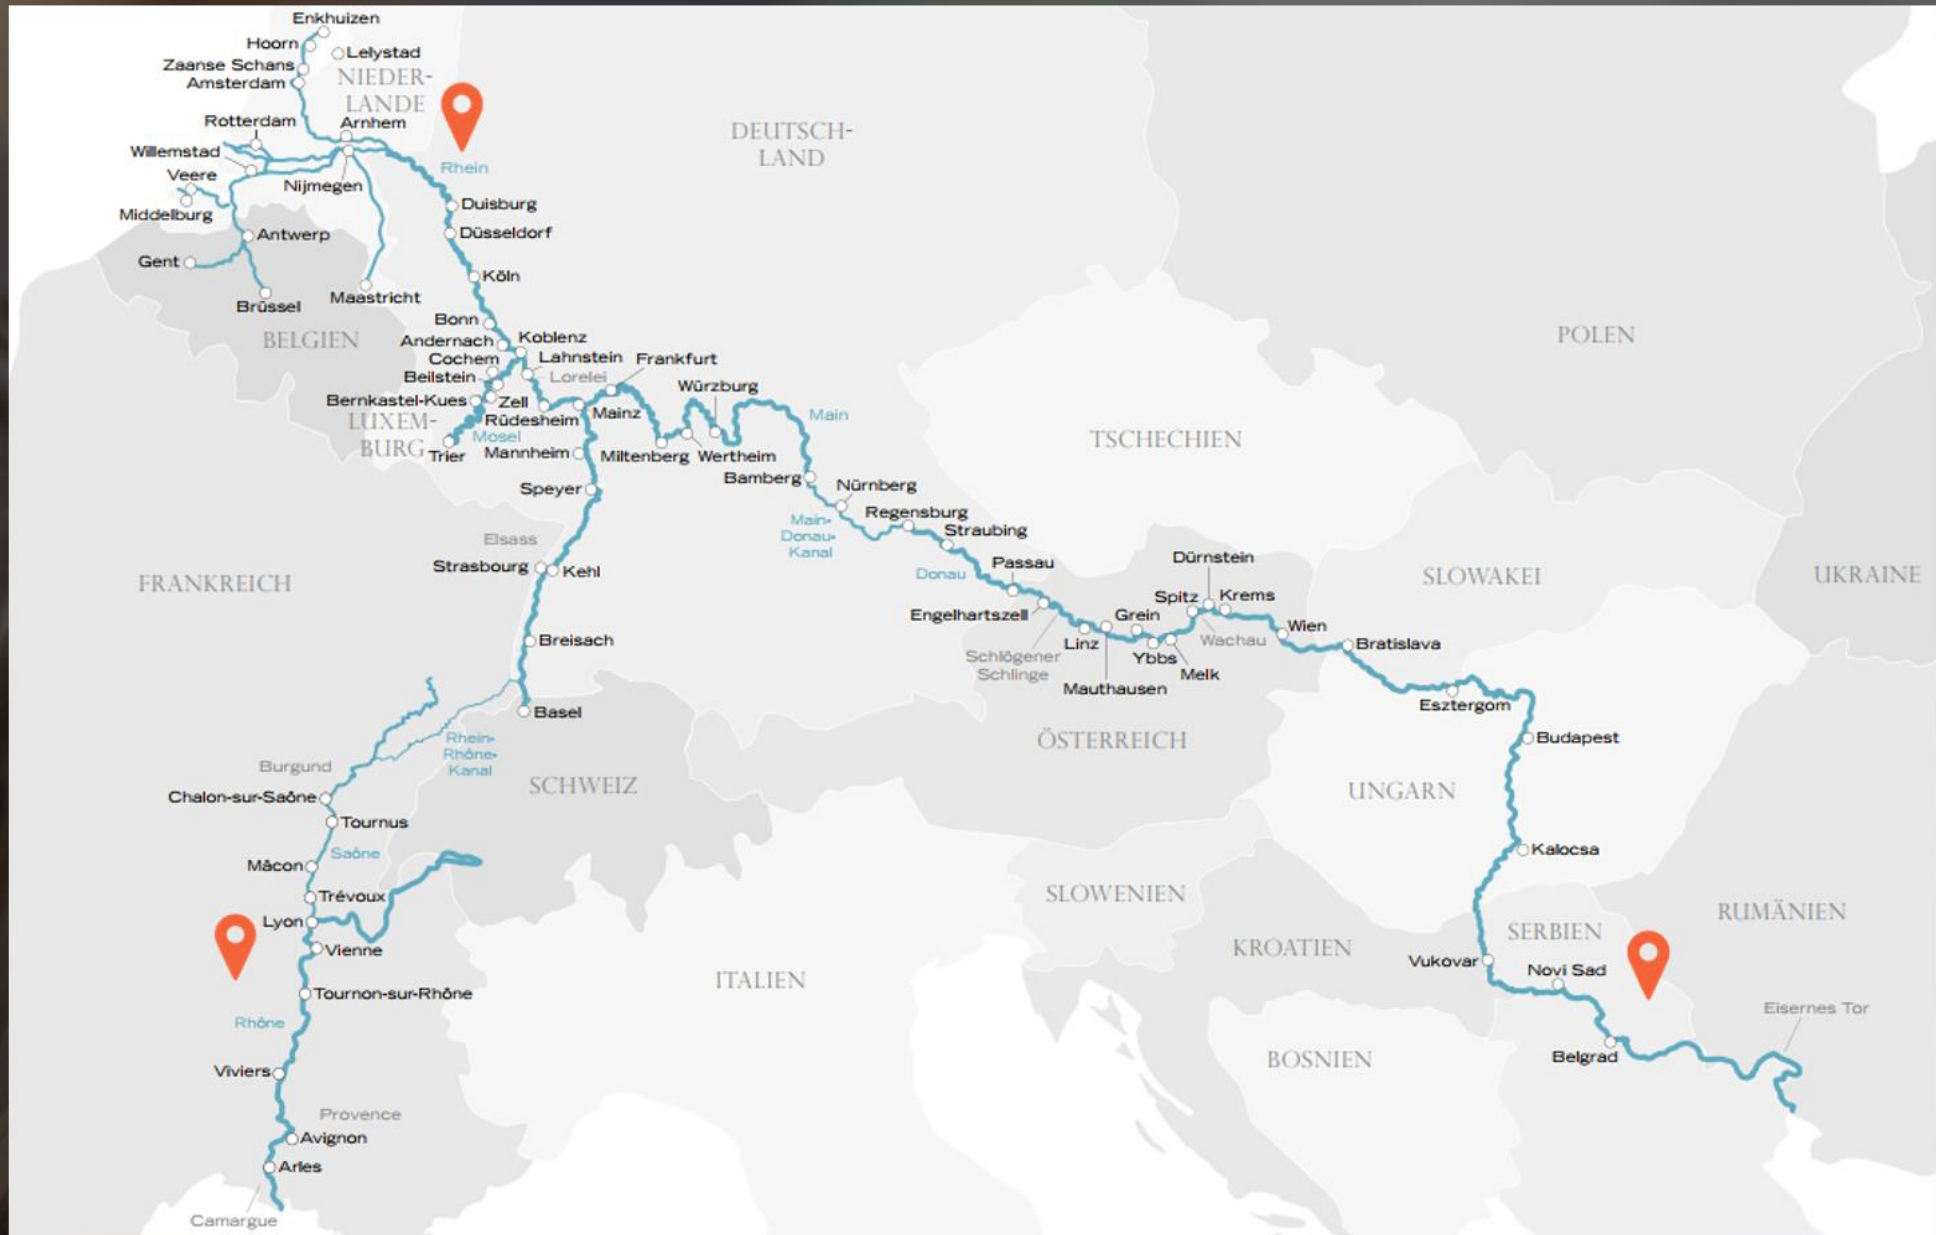 Enkhuizen
Hoorn
Lelystad
Zaanse Schans
NIEDER-
LANDE
Amsterdam
Rotterdam
Arnhem
DEUTSCH-
LAND
Willemstad
Rhein
Veere
Nijmegen
Duisburg
Middelburg
Düsseldorf
Antwerp
Gent
Köln
Brüssel
Maastricht
Bonn
BELGIEN
POLEN
Andernach
Koblenz
Cochem
Lahnstein
Frankfurt
Beilstein
Lorelei
Würzburg
Bernkastel-Kues
Zell
Rüdesheim
Mainz
Main
LUXEM-
BURG
Mosel
Trier
Mannheim
Miltenberg
Wertheim
TSCHECHIEN
Bamberg
Speyer
Nürnberg
Regensburg
Main-
Donau-
Kanal
Straubing
Elsass
Strasbourg
Kehl
Passau
Donau
Dürnstein
FRANKREICH
SLOWAKEI
UKRAINE
Engelhartszell
Spitz
Krems
Grein
Wien
Breisach
Linz
Wachau
Bratislava
Schlögener
Schlinge
Ybbs
Melk
Mauthausen
Esztergom
Basel
Rhein-
Rhône-
Kanal
ÖSTERREICH
Budapest
Burgund
SCHWEIZ
UNGARN
Chalon-sur-Saône
Tournus
Saône
Kalocsa
Mâcon
Trévoux
SLOWENIEN
Lyon
RUMÄNIEN
SERBIEN
Vienne
KROATIEN
Vukovar
Novi Sad
ITALIEN
Tournon-sur-Rhône
Eisernes Tor
Rhône
Belgrad
BOSNIEN
Viviers
Provence
Avignon
Arles
Camargue